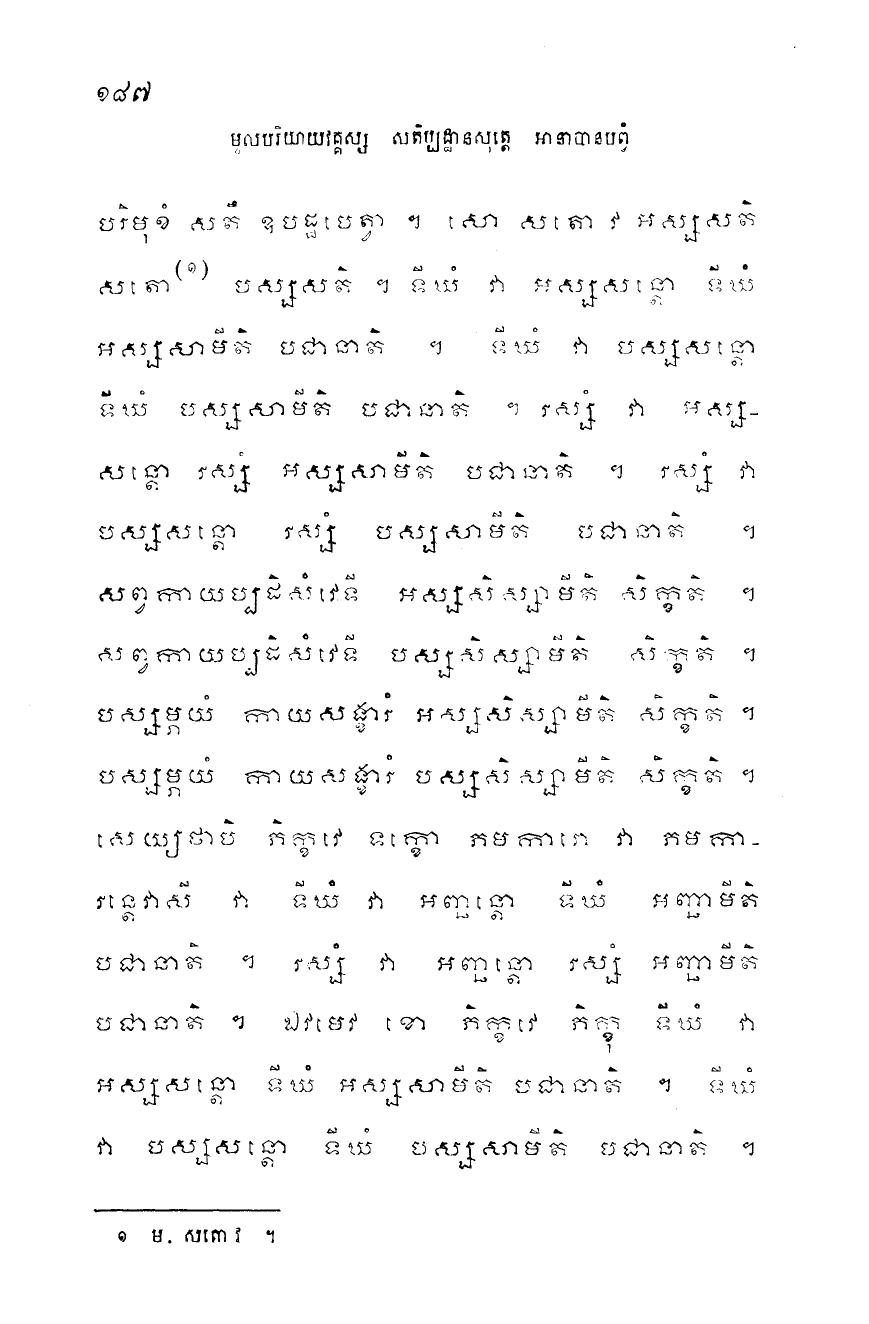 ១៨៧
មូលបរិយាយវគ្គស្ស សតិប្បដ្ឋានសុត្តេ អានាបានបព្វំ
បរិមុខំ សតឹ ឧបដ្ឋបេត្វា ។ សោ សតោ វ អស្សសតិ
សតោ(១) បស្សសតិ ។ ទីឃំ វា អស្សសន្តោ ទីឃំ
អស្សសាមីតិ បជានាតិ ។ ទីឃំ វា បស្សសន្តោ
ទីឃំ បស្សសាមីតិ បជានាតិ ។ រស្សំ វា អស្ស-
សន្តោ រស្សំ អស្សសាមីតិ បជានាតិ ។ រស្សំ វា
បស្សសន្តោ រស្សំ បស្សសាមីតិ បជានាតិ ។
សព្វកាយប្បដិសំវេទី អស្សសិស្សាមីតិ សិក្ខតិ ។
សព្វកាយប្បដិសំវេទី បស្សសិស្សាមីតិ សិក្ខតិ ។
បស្សម្ភយំ កាយសង្ខារំ អស្សសិស្សាមីតិ សិក្ខតិ ។
បស្សម្ភយំ កាយសង្ខារំ បស្សសិស្សាមីតិ សិក្ខតិ ។
សេយ្យថាបិ ភិក្ខវេ ទក្ខោ ភមការោ វា ភមកា-
រន្តេវាសី វា ទីឃំ វា អញ្ឆន្តោ ទីឃំ អញ្ឆាមីតិ
បជានាតិ ។ រស្សំ វា អញ្ឆន្តោ រស្សំ អញ្ឆាមីតិ
បជានាតិ ។ ឯវមេវ ខោ ភិក្ខវេ ភិក្ខុ ទីឃំ វា
អស្សសន្តោ ទីឃំ អស្សសាមីតិ បជានាតិ ។ ទីឃំ
វា បស្សសន្តោ ទីឃំ បស្សសាមីតិ បជានាតិ ។
១ ម. សតោ វ ។